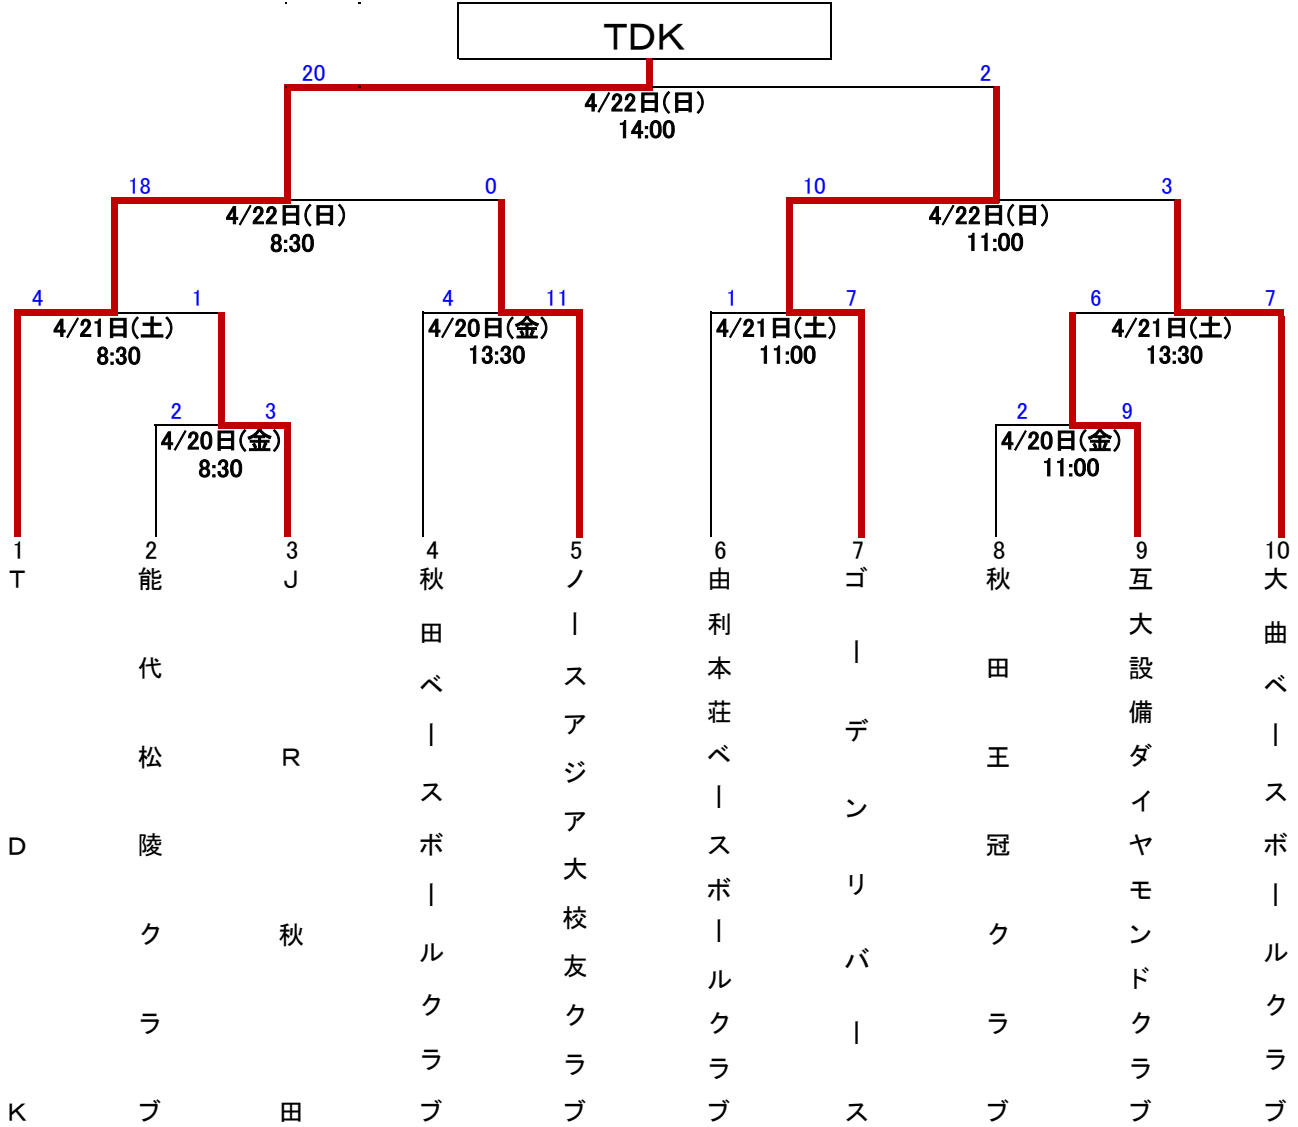 TDK
20 2
4/22日(日)
14:00
18 0 10 3
4/22日(日) 4/22日(日)
8:30 11:00
4 1 4 11 1 7 6 7
4/21日(土) 4/20日(金) 4/21日(土) 4/21日(土)
8:30 13:30 11:00 13:30
2 3 2 9
4/20日(金) 4/20日(金)
8:30 11:00
1 2 3 4 5 6 7 8 9 10
TDK
能代松陵クラブ
JR秋田
秋田ベースボールクラブ
ノースアジア大校友クラブ
由利本荘ベースボールクラブ
ゴーデンリバース
秋田王冠クラブ
互大設備ダイヤモンドクラブ
大曲ベースボールクラブ